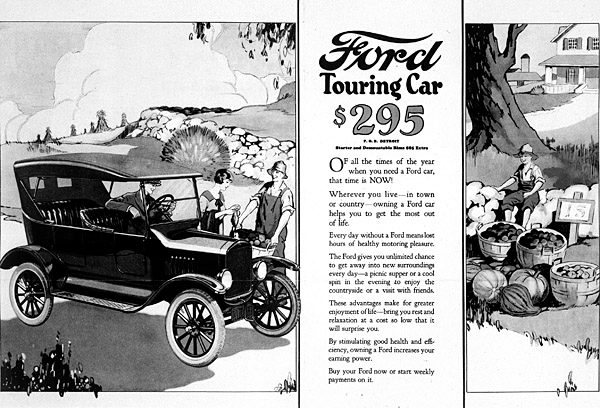 Ford
Touring Car
$295
F. O. B. DETROIT
Starter and Demountable Rims $85 Extra
OF all the times of the year
when you need a Ford car,
that time is NOW!
Wherever you live—in town
or country—owning a Ford car
helps you to get the most out
of life.
Every day without a Ford means lost
hours of healthy motoring pleasure.
The Ford gives you unlimited chance
to get away into new surroundings
every day—a picnic supper or a cool
spin in the evening to enjoy the
countryside or a visit with friends.
These advantages make for greater
enjoyment of life—bring you rest and
relaxation at a cost so low that it
will surprise you.
By stimulating good health and effi-
ciency, owning a Ford increases your
earning power.
Buy your Ford now or start weekly
payments on it.